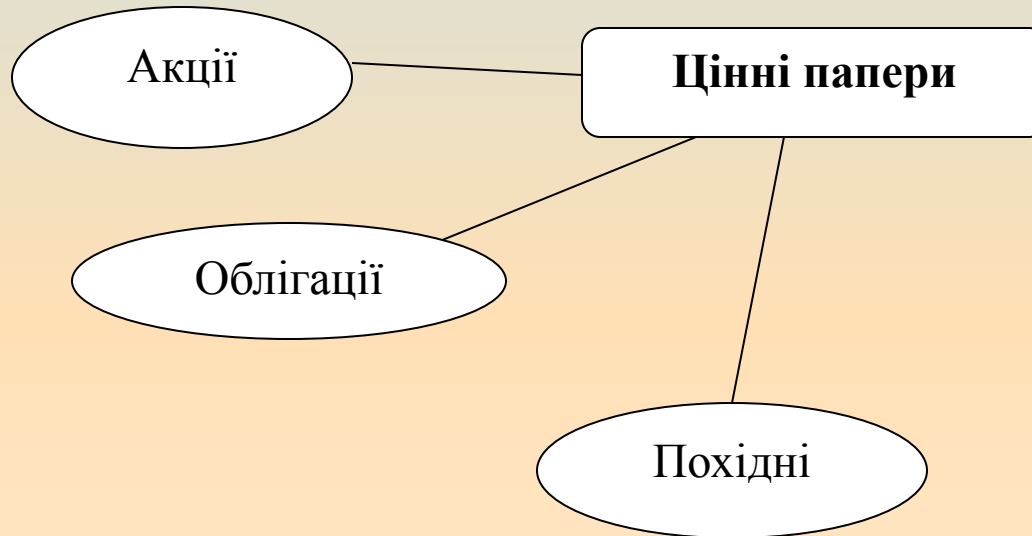 Акції
Цінні папери
Облігації
Похідні